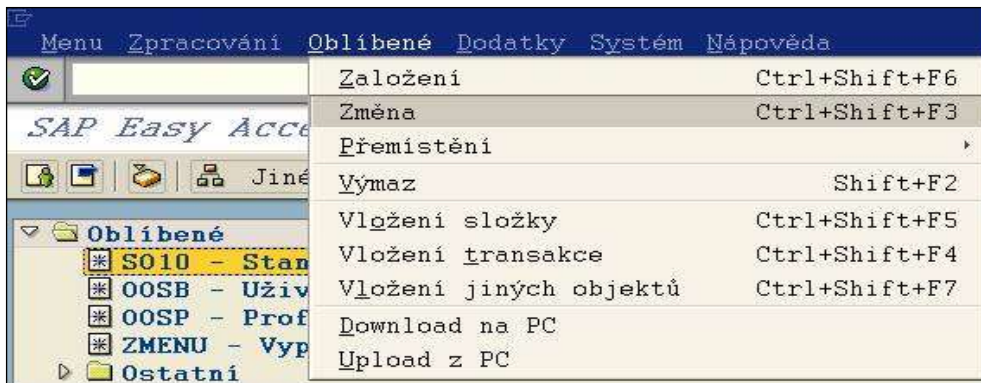 Menu Zpracování Oblíbené Dodatky Systém Nápověda
Založení Ctrl+Shift+F6
Změna Ctrl+Shift+F3
SAP Easy Acce
Přemístění
Jiné
Výmaz Shift+F2
Vložení složky Ctrl+Shift+F5
Oblíbené
Vložení transakce Ctrl+Shift+F4
SO10 - Stan
Vložení jiných objektů Ctrl+Shift+F7
OOSB - Uživ
OOSP - Prof
Download na PC
ZMENU - Vyp
Upload z PC
Ostatní